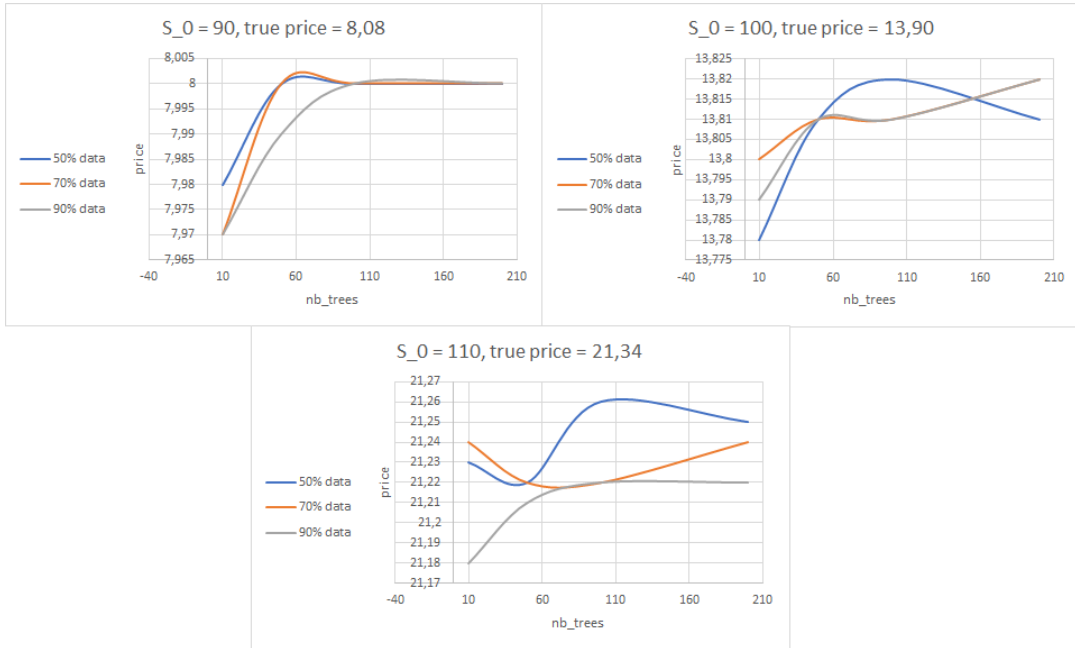 S_0 = 90, true price = 8,08
8,005
8
7,995
7,99
7,985
7,98
7,975
7,97
7,965
price
-40 10 60 110 160 210
nb_trees
50% data
70% data
90% data
S_0 = 100, true price = 13,90
13,825
13,82
13,815
13,81
13,805
13,8
13,795
13,79
13,785
13,78
13,775
price
-40 10 60 110 160 210
nb_trees
50% data
70% data
90% data
S_0 = 110, true price = 21,34
21,27
21,26
21,25
21,24
21,23
21,22
21,21
21,2
21,19
21,18
21,17
price
-40 10 60 110 160 210
nb_trees
50% data
70% data
90% data